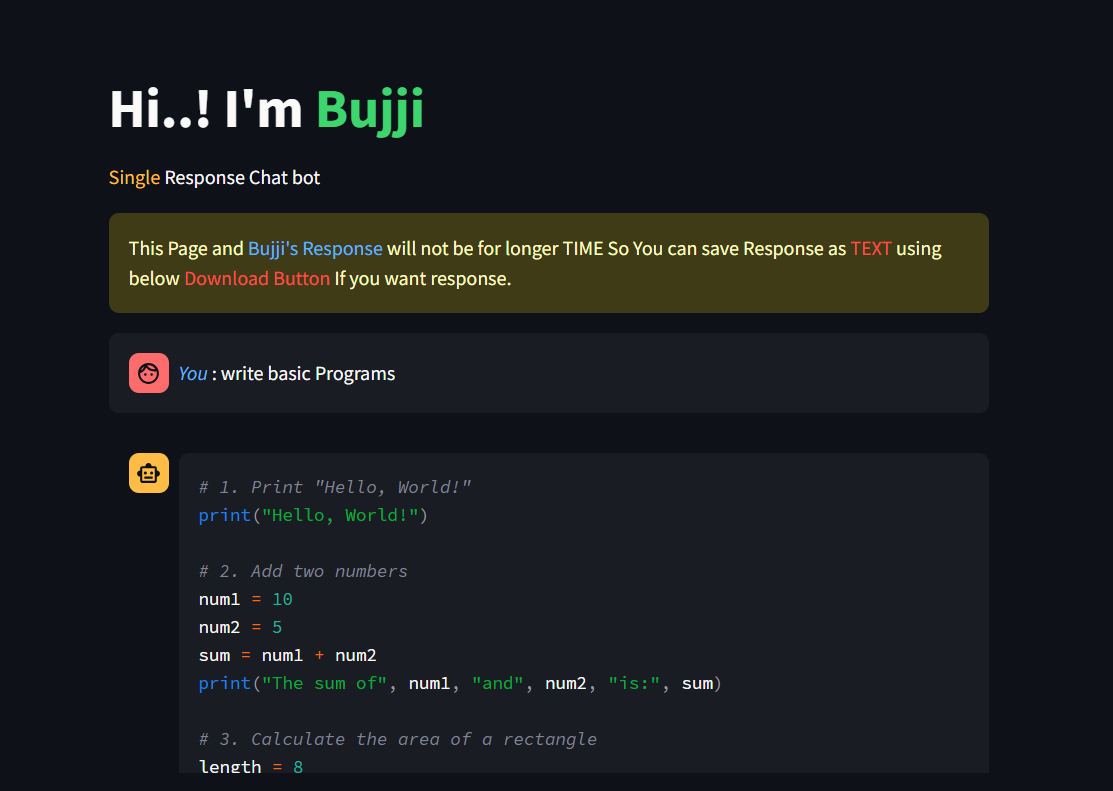 Hi..! I'm Bujji
Single Response Chat bot
This Page and Bujji's Response will not be for longer TIME So You can save Response as TEXT using
below Download Button If you want response.
You : write basic Programs
# 1. Print "Hello, World!"
print("Hello, World!")
# 2. Add two numbers
num1 = 10
num2 = 5
sum = num1 + num2
print("The sum of", num1, "and", num2, "is:", sum)
# 3. Calculate the area of a rectangle
length = 8